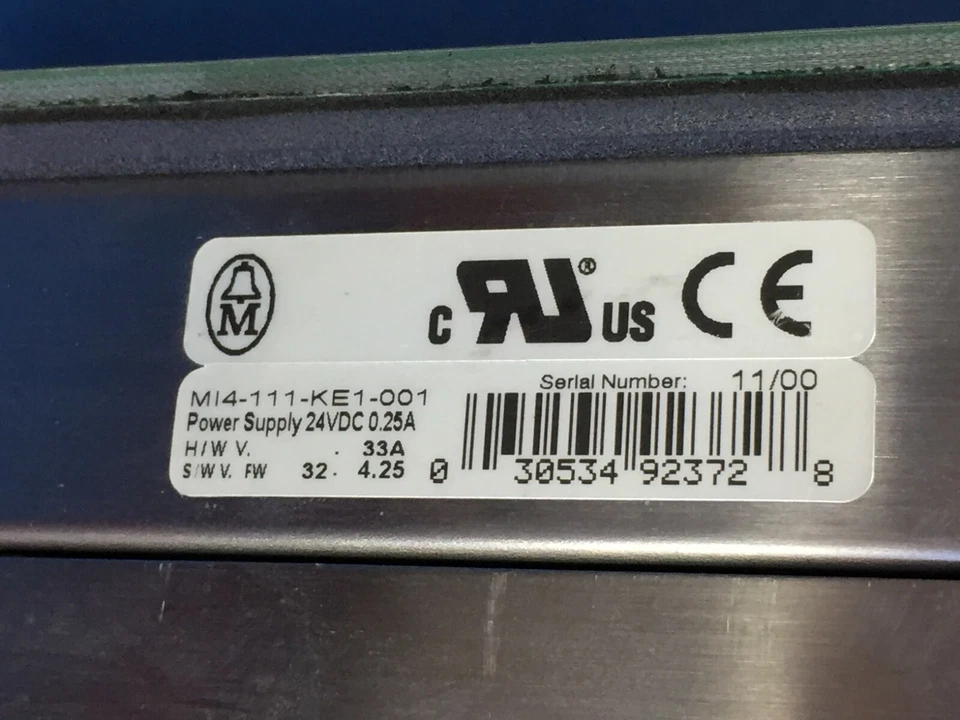 M
c RU ® US CE
Serial Number: 11/00
MI4-111-KE1-001
Power Supply 24VDC 0.25A
H/W V. . 33A
S/W V. FW 32. 4.25
0 30534 92372 8